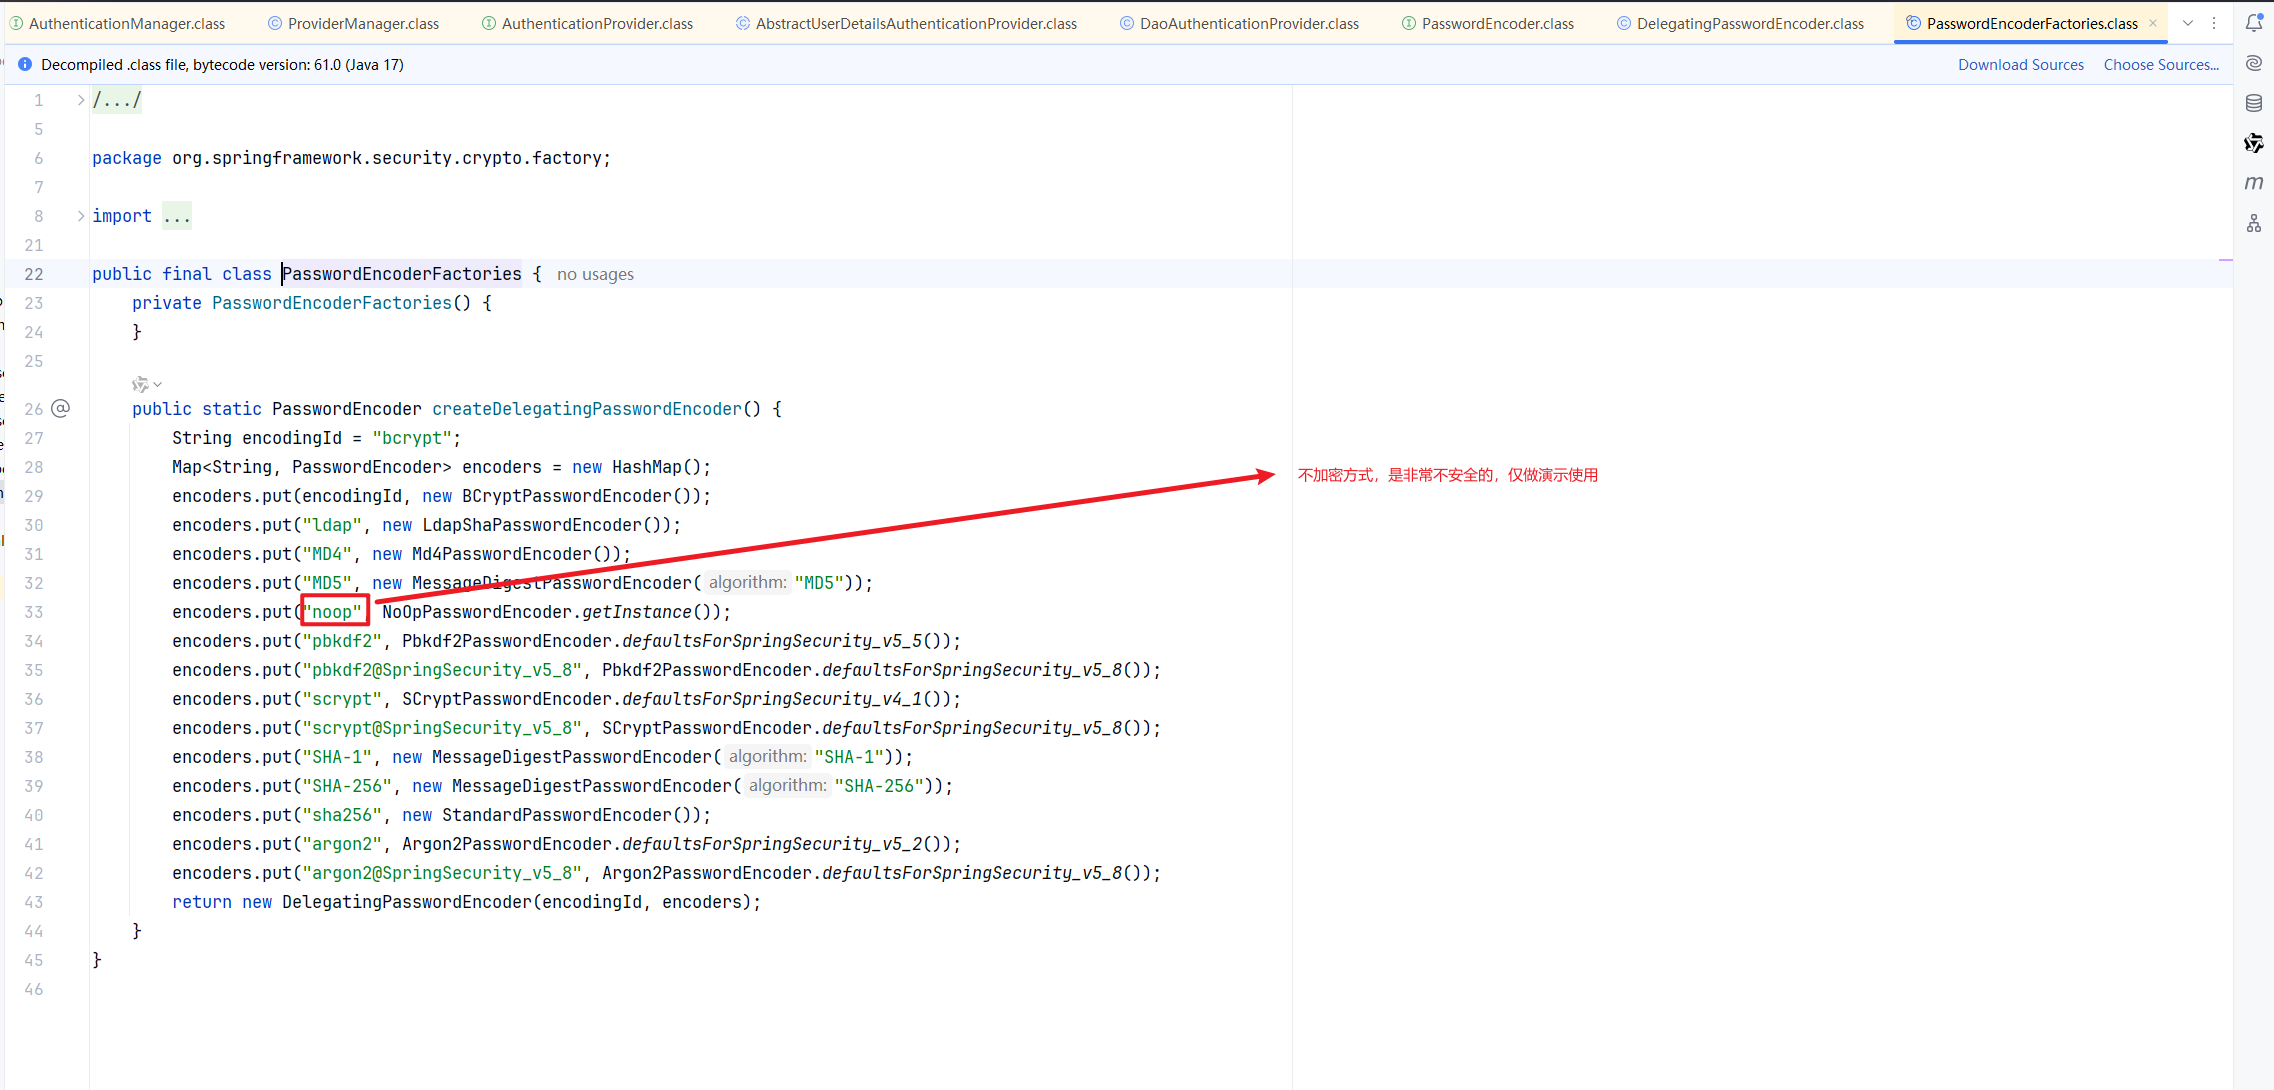 AuthenticationManager.class ProviderManager.class AuthenticationProvider.class AbstractUserDetailsAuthenticationProvider.class DaoAuthenticationProvider.class PasswordEncoder.class DelegatingPasswordEncoder.class PasswordEncoderFactories.class
Decompiled .class file, bytecode version: 61.0 (Java 17) Download Sources Choose Sources...
1 /.../
5
6 package org.springframework.security.crypto.factory;
7
8 import ...
21
22 public final class PasswordEncoderFactories { no usages
23 private PasswordEncoderFactories() {
24 }
25
26 public static PasswordEncoder createDelegatingPasswordEncoder() {
27 String encodingId = "bcrypt";
28 Map<String, PasswordEncoder> encoders = new HashMap();
不加密方式，是非常不安全的，仅做演示使用
29 encoders.put(encodingId, new BCryptPasswordEncoder());
30 encoders.put("ldap", new LdapShaPasswordEncoder());
31 encoders.put("MD4", new Md4PasswordEncoder());
32 encoders.put("MD5", new MessageDigestPasswordEncoder( algorithm: "MD5"));
33 encoders.put("noop" NoOpPasswordEncoder.getInstance());
34 encoders.put("pbkdf2", Pbkdf2PasswordEncoder.defaultsForSpringSecurity_v5_5());
35 encoders.put("pbkdf2@SpringSecurity_v5_8", Pbkdf2PasswordEncoder.defaultsForSpringSecurity_v5_8());
36 encoders.put("scrypt", SCryptPasswordEncoder.defaultsForSpringSecurity_v4_1());
37 encoders.put("scrypt@SpringSecurity_v5_8", SCryptPasswordEncoder.defaultsForSpringSecurity_v5_8());
38 encoders.put("SHA-1", new MessageDigestPasswordEncoder( algorithm: "SHA-1"));
39 encoders.put("SHA-256", new MessageDigestPasswordEncoder( algorithm: "SHA-256"));
40 encoders.put("sha256", new StandardPasswordEncoder());
41 encoders.put("argon2", Argon2PasswordEncoder.defaultsForSpringSecurity_v5_2());
42 encoders.put("argon2@SpringSecurity_v5_8", Argon2PasswordEncoder.defaultsForSpringSecurity_v5_8());
43 return new DelegatingPasswordEncoder(encodingId, encoders);
44 }
45 }
46